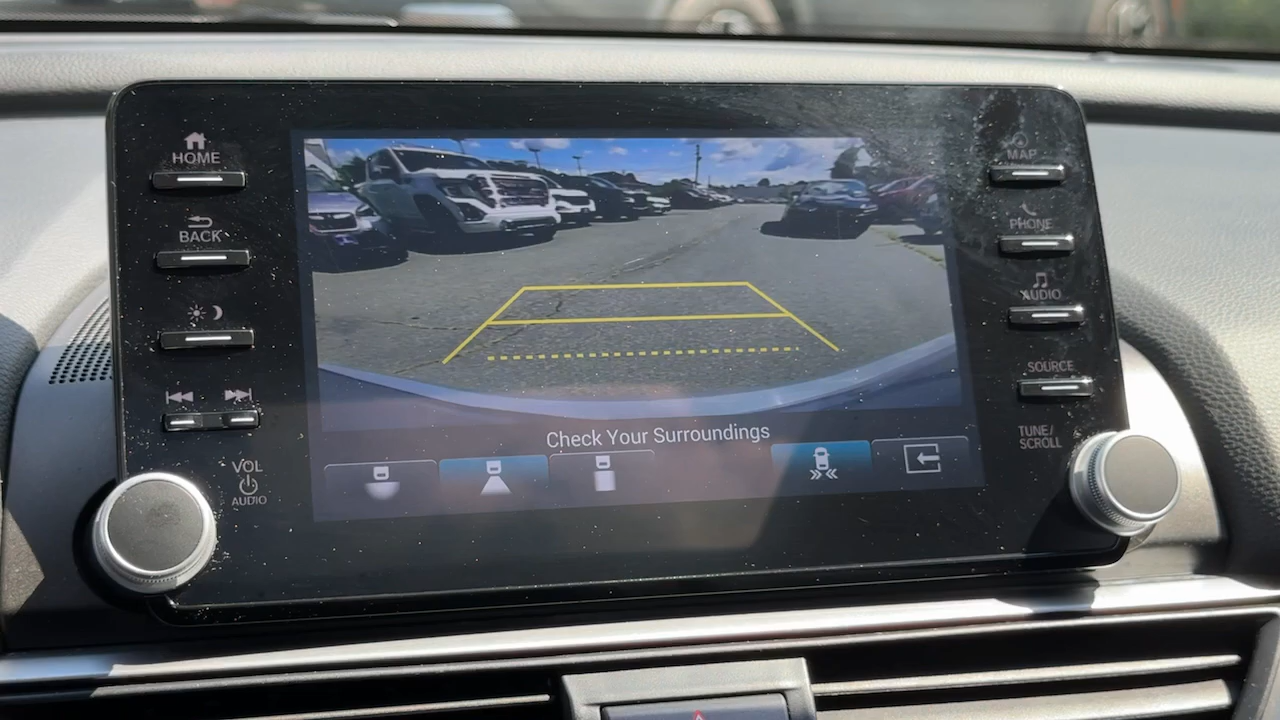 HOME
BACK
VOL
AUDIO
MAP
PHONE
AUDIO
SOURCE
TUNE/
SCROLL
Check Your Surroundings